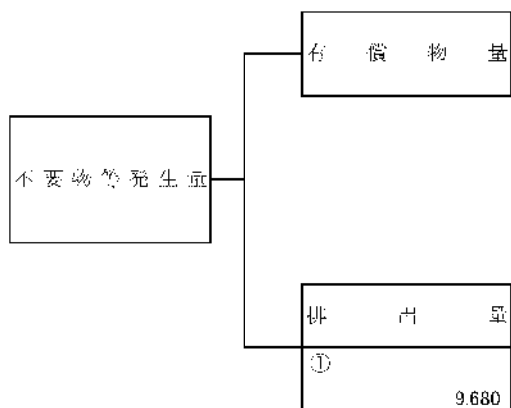 有償物量
不要物等発生量
排出量
①
9.680